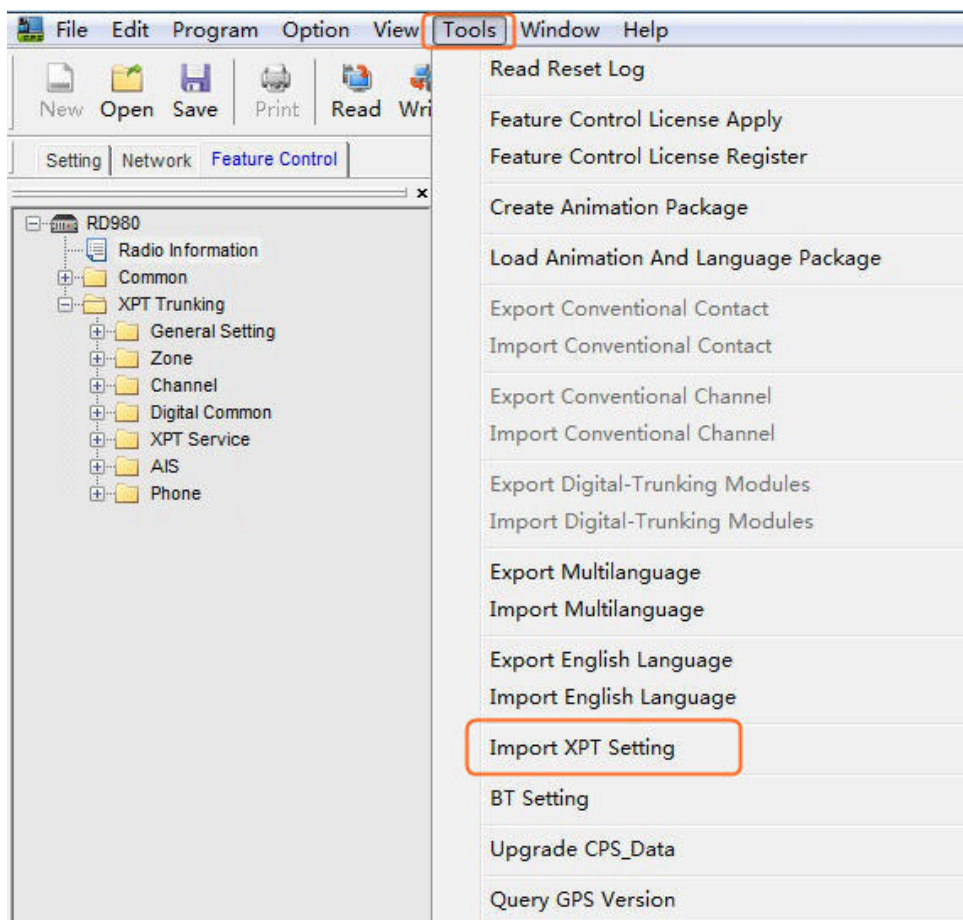 File Edit Program Option View Tools Window Help
New Open Save Print Read Wri
Setting Network Feature Control
RD980
Radio Information
Common
XPT Trunking
General Setting
Zone
Channel
Digital Common
XPT Service
AIS
Phone
Read Reset Log
Feature Control License Apply
Feature Control License Register
Create Animation Package
Load Animation And Language Package
Export Conventional Contact
Import Conventional Contact
Export Conventional Channel
Import Conventional Channel
Export Digital-Trunking Modules
Import Digital-Trunking Modules
Export Multilanguage
Import Multilanguage
Export English Language
Import English Language
Import XPT Setting
BT Setting
Upgrade CPS_Data
Query GPS Version